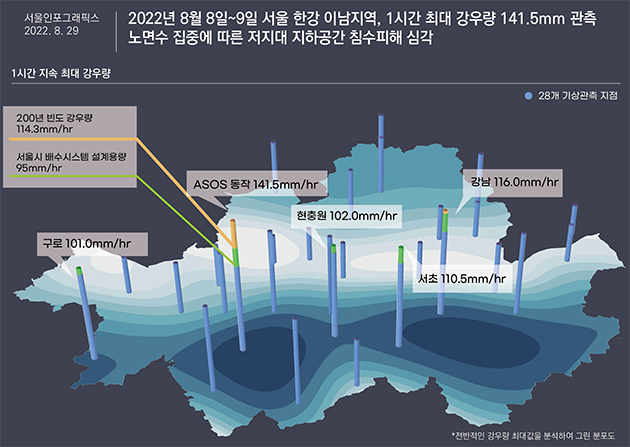 서울인포그래픽스
2022. 8. 29
2022년 8월 8일~9일 서울 한강 이남지역, 1시간 최대 강우량 141.5mm 관측
노면수 집중에 따른 저지대 지하공간 침수피해 심각
1시간 지속 최대 강우량
28개 기상관측 지점
200년 빈도 강우량
114.3mm/hr
서울시 배수시스템 설계용량
95mm/hr
ASOS 동작 141.5mm/hr
강남 116.0mm/hr
현충원 102.0mm/hr
구로 101.0mm/hr
서초 110.5mm/hr
*전반적인 강우량 최대값을 분석하여 그린 분포도